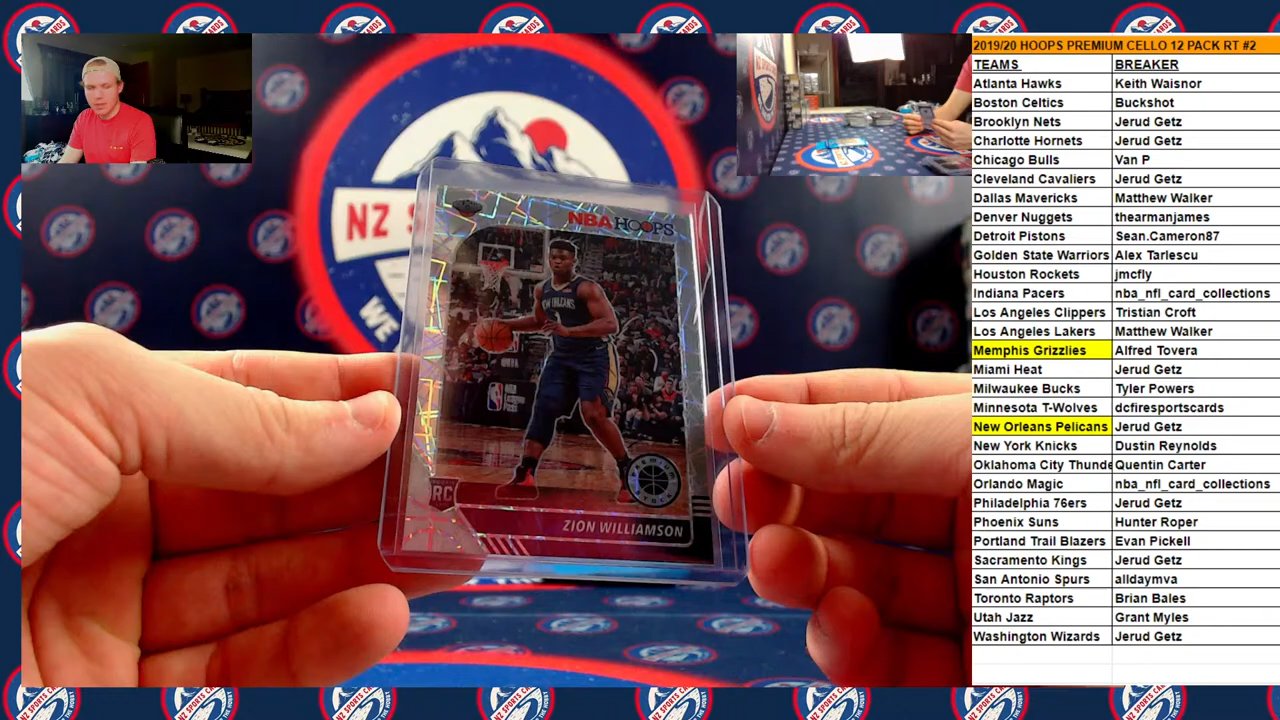 2019/20 HOOPS PREMIUM CELLO 12 PACK RT #2
TEAMS BREAKER
Atlanta Hawks Keith Waisnor
Boston Celtics Buckshot
Brooklyn Nets Jerud Getz
Charlotte Hornets Jerud Getz
Chicago Bulls Van P
Cleveland Cavaliers Jerud Getz
Dallas Mavericks Matthew Walker
Denver Nuggets thearmanjames
Detroit Pistons Sean.Cameron87
Golden State Warriors Alex Tarlescu
Houston Rockets jmcfly
Indiana Pacers nba_nfl_card_collections
Los Angeles Clippers Tristian Croft
Los Angeles Lakers Matthew Walker
Memphis Grizzlies Alfred Tovera
Miami Heat Jerud Getz
Milwaukee Bucks Tyler Powers
Minnesota T-Wolves dcfiresportscards
New Orleans Pelicans Jerud Getz
New York Knicks Dustin Reynolds
Oklahoma City Thunde Quentin Carter
Orlando Magic nba_nfl_card_collections
Philadelphia 76ers Jerud Getz
Phoenix Suns Hunter Roper
Portland Trail Blazers Evan Pickell
Sacramento Kings Jerud Getz
San Antonio Spurs alldaymva
Toronto Raptors Brian Bales
Utah Jazz Grant Myles
Washington Wizards Jerud Getz
NZ S
WE
NBA HOOPS
NEW ORLEANS
1
RC
ZION WILLIAMSON
NZ SPORTS CARDS